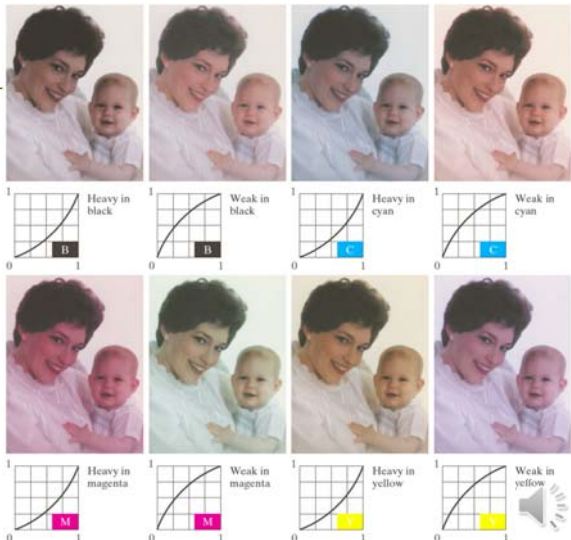 1 Heavy in
black
B
0 1
1 Weak in
black
B
0 1
1 Heavy in
cyan
C
0 1
1 Weak in
cyan
C
0 1
1 Heavy in
magenta
M
0 1
1 Weak in
magenta
M
0 1
1 Heavy in
yellow
Y
0 1
1 Weak in
yellow
Y
0 1